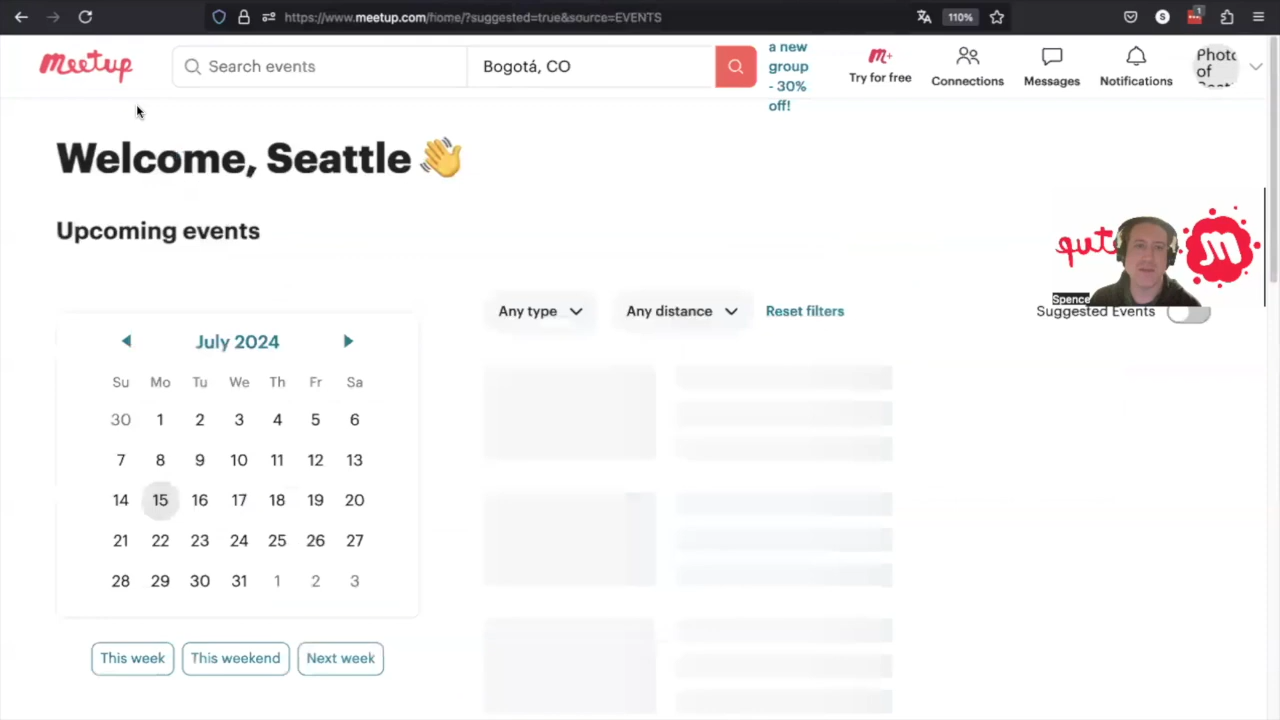 https://www.meetup.com/home/?suggested=true&source=EVENTS
110%
S
1
meetup
Search events
Bogotá, CO
a new
group
- 30%
off!
m+
Try for free
Connections
Messages
Notifications
Photo
of
Welcome, Seattle 👋
Upcoming events
m
Spence
Any type
Any distance
Reset filters
Suggested Events
July 2024
Su Mo Tu We Th Fr Sa
30 1 2 3 4 5 6
7 8 9 10 11 12 13
14 15 16 17 18 19 20
21 22 23 24 25 26 27
28 29 30 31 1 2 3
This week
This weekend
Next week